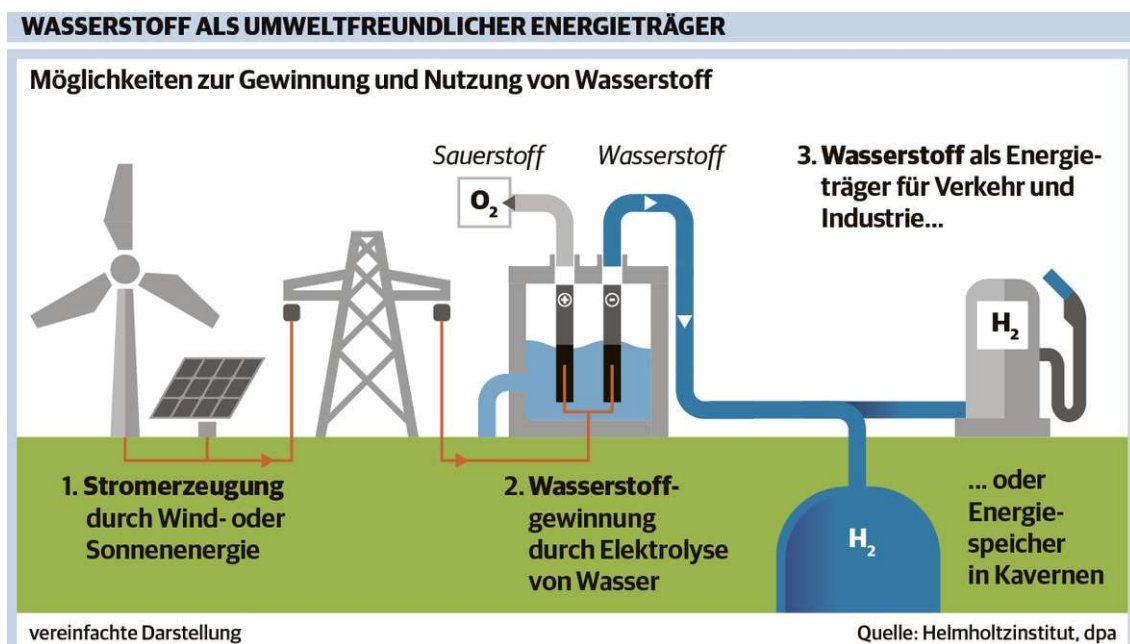 WASSERSTOFF ALS UMWELTFREUNDLICHER ENERGIETRÄGER
Möglichkeiten zur Gewinnung und Nutzung von Wasserstoff
Sauerstoff
Wasserstoff
O₂
3. Wasserstoff als Energie-
träger für Verkehr und
Industrie...
H₂
1. Stromerzeugung
durch Wind- oder
Sonnenenergie
2. Wasserstoff-
gewinnung
durch Elektrolyse
von Wasser
H₂
... oder
Energie-
speicher
in Kavernen
vereinfachte Darstellung
Quelle: Helmholtzinstitut, dpa